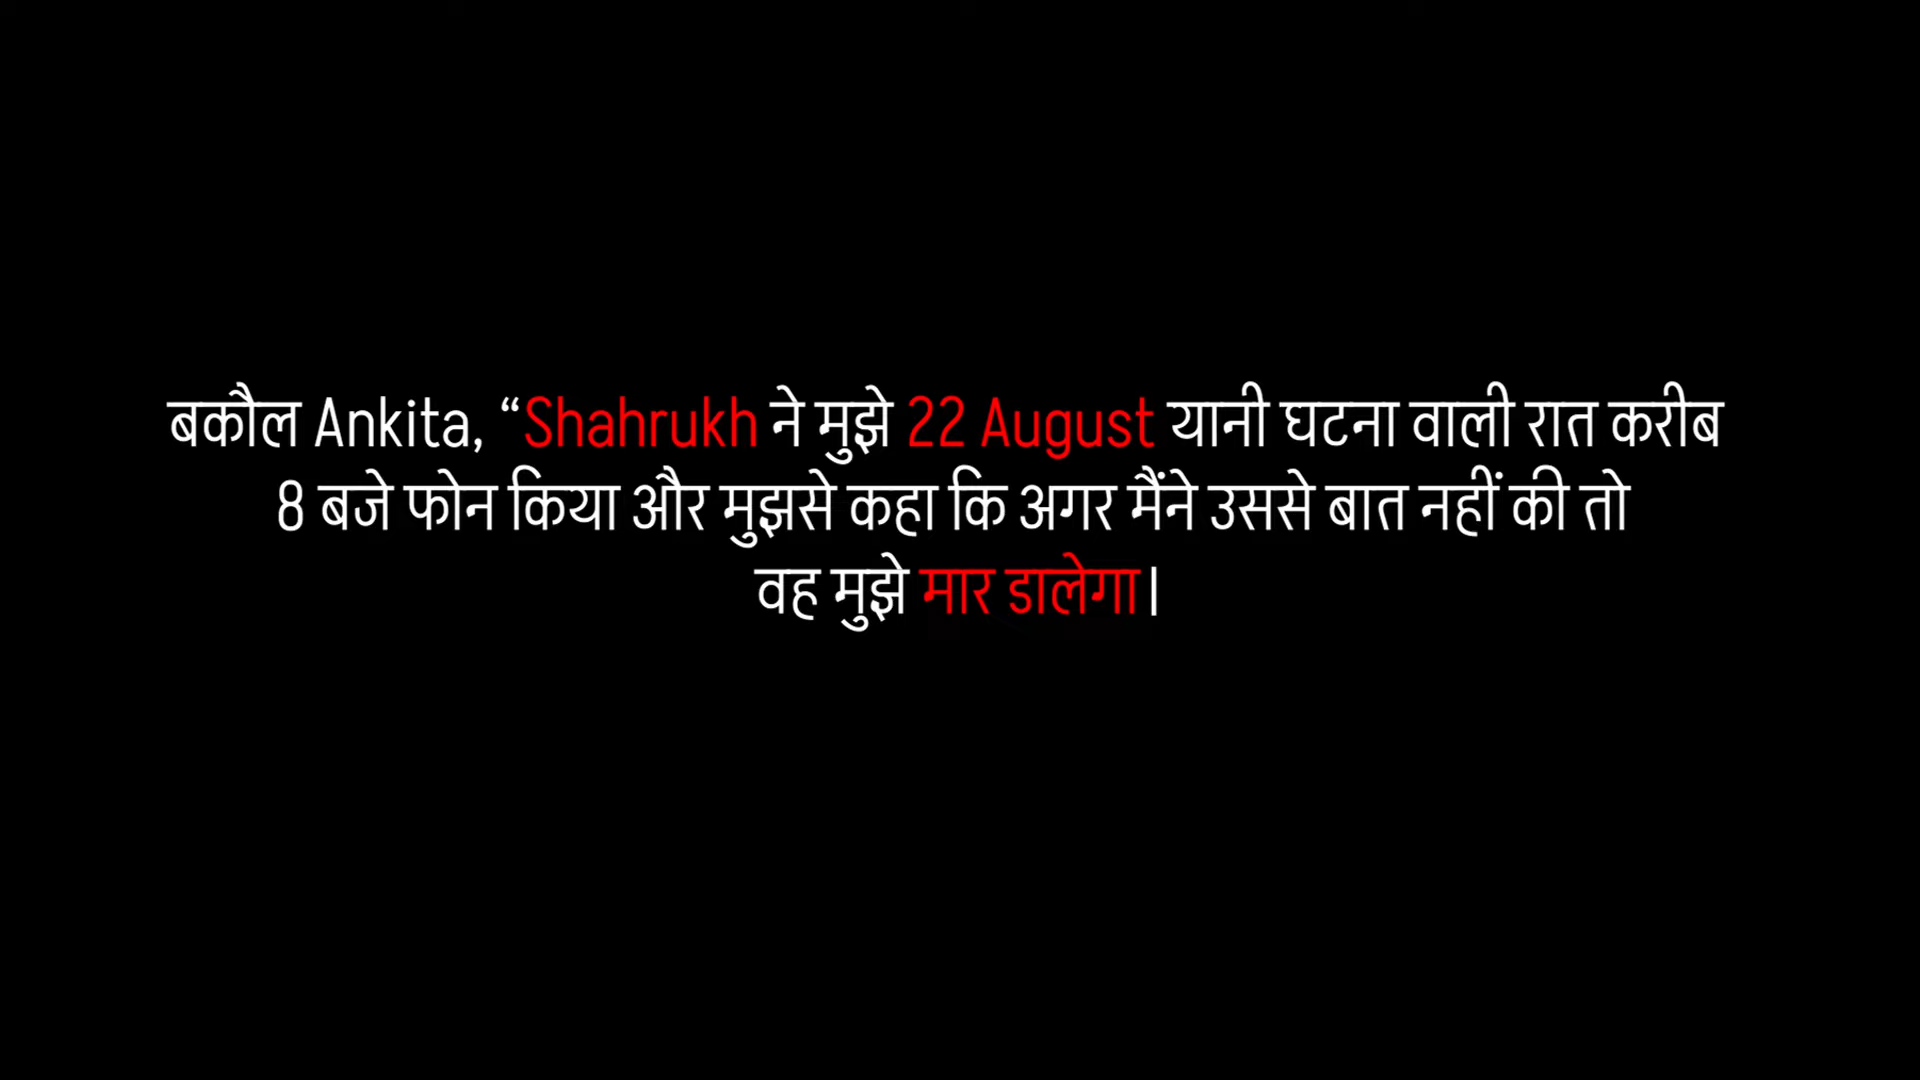 बकौल Ankita, “Shahrukh ने मुझे 22 August यानी घटना वाली रात करीब
8 बजे फोन किया और मुझसे कहा कि अगर मैंने उससे बात नहीं की तो
वह मुझे मार डालेगा।